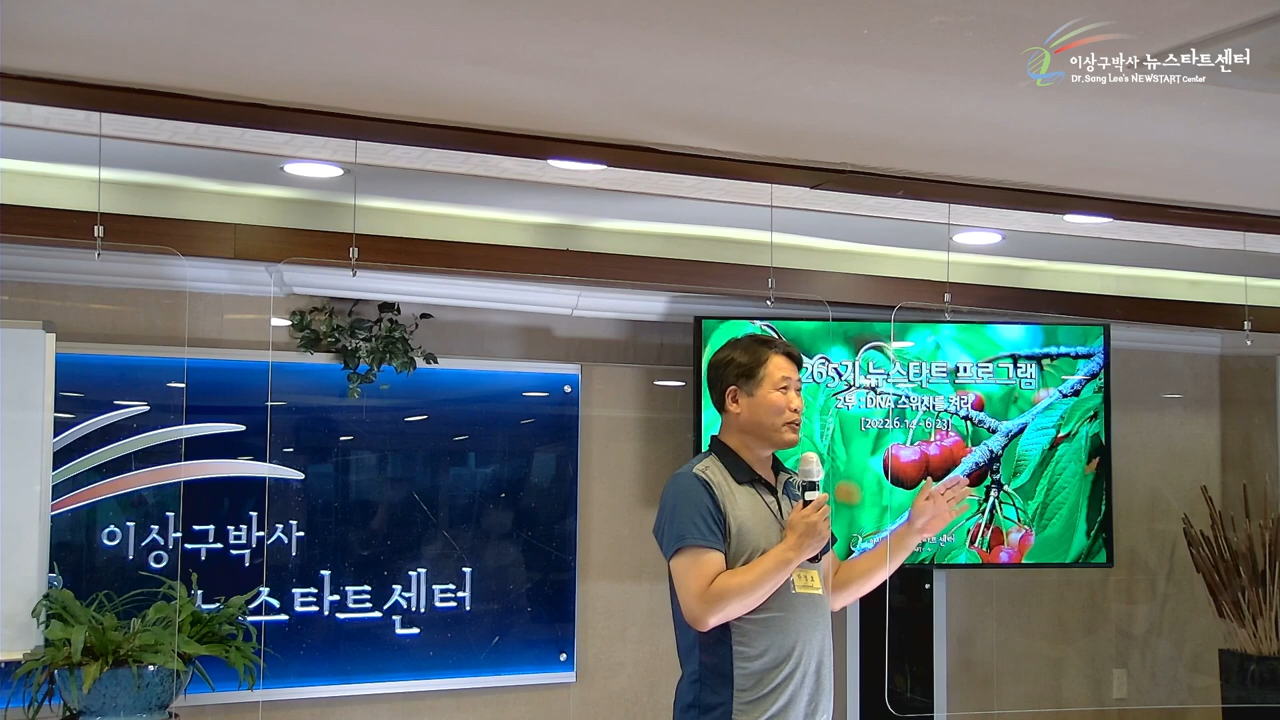 이상구박사 뉴스타트센터
Dr. Sang Lee's NEWSTART Center
265기 뉴스타트 프로그램
2부 : DNA 스위치를 켜라
[2022.6.14 - 6.23]
이상구박사
뉴스타트센터